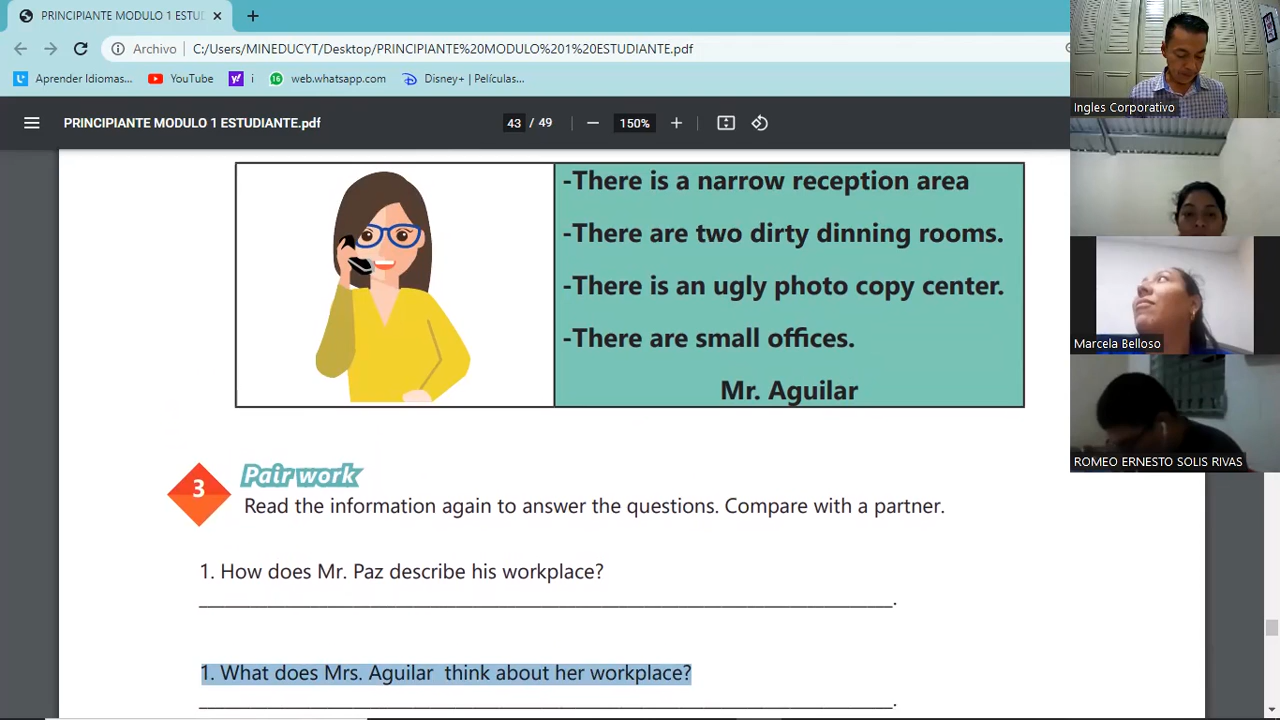 PRINCIPIANTE MODULO 1 ESTUD
Archivo C:/Users/MINEDUCYT/Desktop/PRINCIPIANTE%20MODULO%201%20ESTUDIANTE.pdf
Aprender Idiomas... YouTube i web.whatsapp.com Disney+ | Películas...
PRINCIPIANTE MODULO 1 ESTUDIANTE.pdf 43 / 49 150%
-There is a narrow reception area
-There are two dirty dinning rooms.
-There is an ugly photo copy center.
-There are small offices.
Mr. Aguilar
3 Pair work
Read the information again to answer the questions. Compare with a partner.
1. How does Mr. Paz describe his workplace?
1. What does Mrs. Aguilar think about her workplace?
Ingles Corporativo
Marcela Belloso
ROMEO ERNESTO SOLIS RIVAS